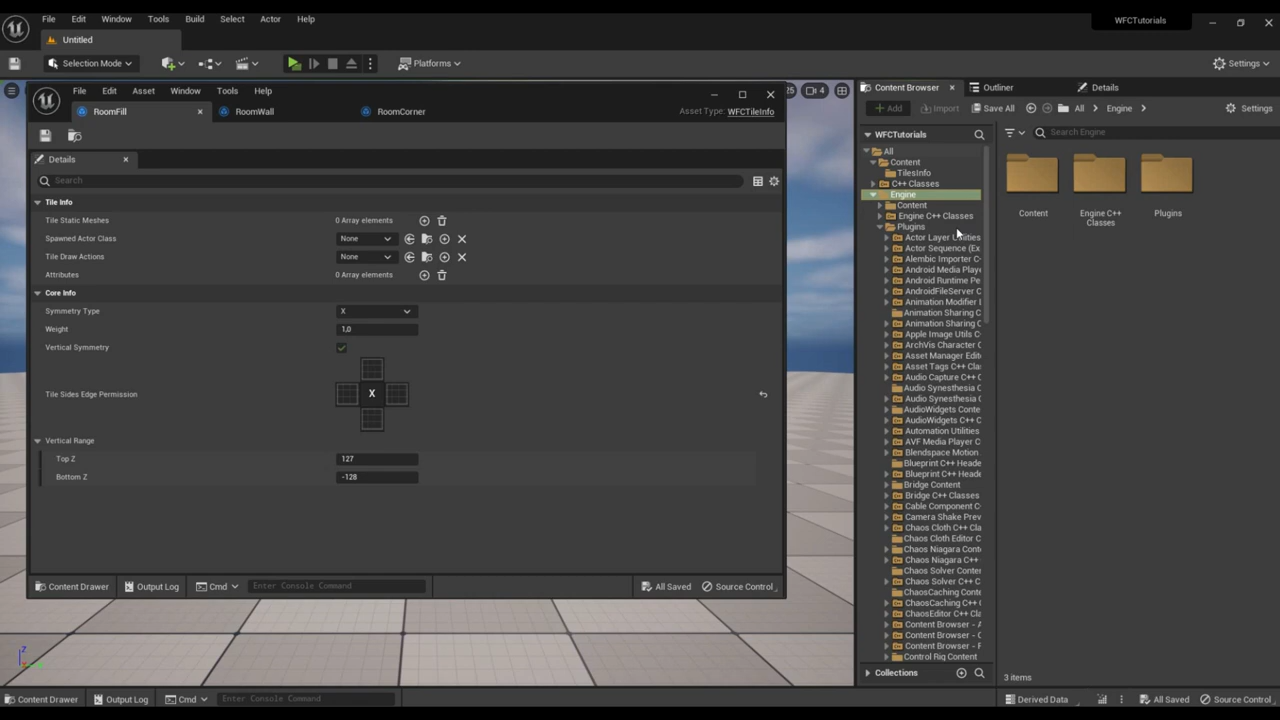 File Edit Window Tools Build Select Actor Help
WFCTutorials
Untitled
Selection Mode
Platforms
Settings
File Edit Asset Window Tools Help
25 4
RoomFill
RoomWall
RoomCorner
Asset Type: WFCTileInfo
Details
Search
Tile Info
Tile Static Meshes 0 Array elements
Spawned Actor Class None
Tile Draw Actions None
Attributes 0 Array elements
Core Info
Symmetry Type X
Weight 1,0
Vertical Symmetry
Tile Sides Edge Permission X
Vertical Range
Top Z 127
Bottom Z -128
Content Drawer Output Log Cmd Enter Console Command All Saved Source Control
Content Browser Outliner Details
Add Import Save All All Engine Settings
WFCTutorials
Search Engine
All
Content
TilesInfo
C++ Classes
Engine
Content
Engine C++ Classes
Plugins
Actor Layer Utilities
Actor Sequence (Ex
Alembic Importer C
Android Media Playe
Android Runtime Pe
AndroidFileServer C
Animation Modifier L
Animation Sharing C
Animation Sharing C
Apple Image Utils C
ArchVis Character C
Asset Manager Edit
Asset Tags C++ Clas
Audio Capture C++ C
Audio Synesthesia C
Audio Synesthesia C
AudioWidgets Conte
AudioWidgets C++ C
Automation Utilities
AVF Media Player C
Blendspace Motion
Blueprint C++ Heade
Blueprint C++ Heade
Bridge Content
Bridge C++ Classes
Cable Component C
Camera Shake Prev
Chaos Cloth C++ Cla
Chaos Cloth Editor C
Chaos Niagara Conte
Chaos Niagara C++
Chaos Solver Conten
Chaos Solver C++ C
ChaosCaching Conte
ChaosCaching C++ C
ChaosEditor C++ Cla
Content Browser - A
Content Browser - C
Content Browser - F
Control Rig Content
Content
Engine C++
Classes
Plugins
Collections
3 items
Z
Content Drawer Output Log Cmd Enter Console Command Derived Data All Saved Source Control